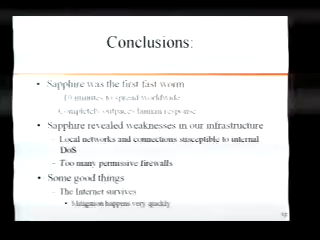 Conclusions:
• Sapphire was the first fast worm
– 10 minutes to spread worldwide
– Completely outpaces human response
• Sapphire revealed weaknesses in our infrastructure
– Local networks and connections susceptible to internal
DoS
– Too many permissive firewalls
• Some good things
– The Internet survives
• Mitigation happens very quickly